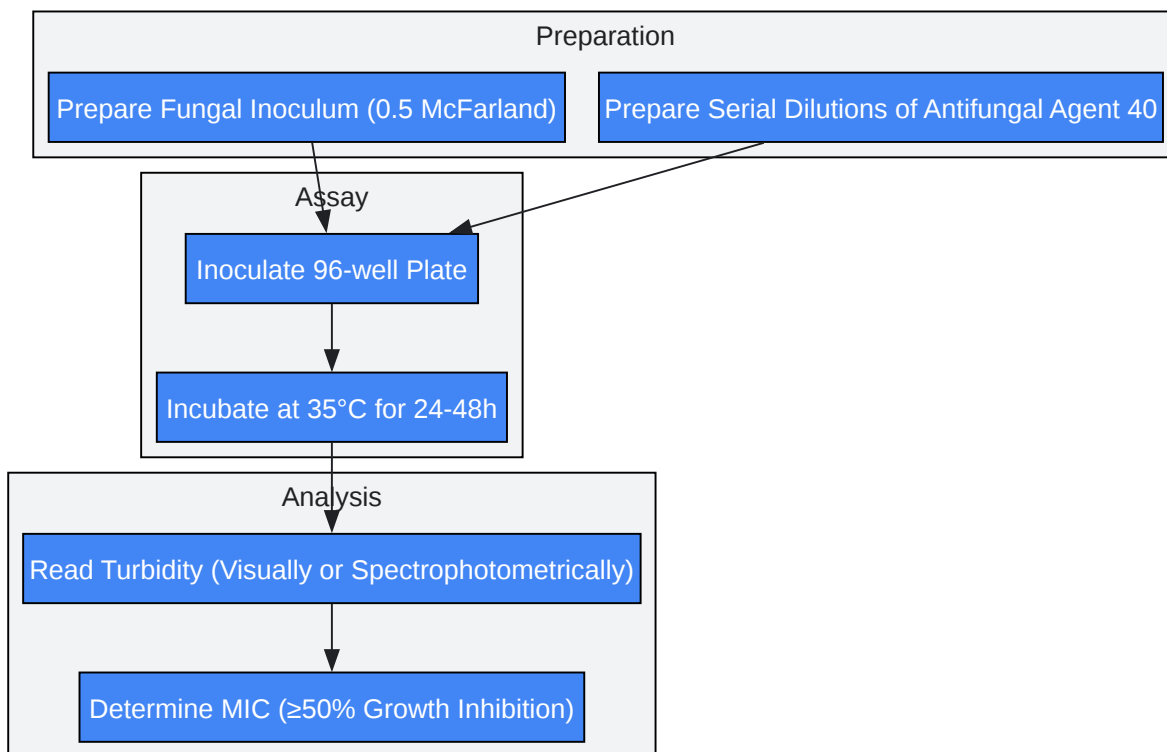 Preparation
Prepare Fungal Inoculum (0.5 McFarland)
Prepare Serial Dilutions of Antifungal Agent 40
Assay
Inoculate 96-well Plate
Incubate at 35°C for 24-48h
Analysis
Read Turbidity (Visually or Spectrophotometrically)
Determine MIC (≥50% Growth Inhibition)